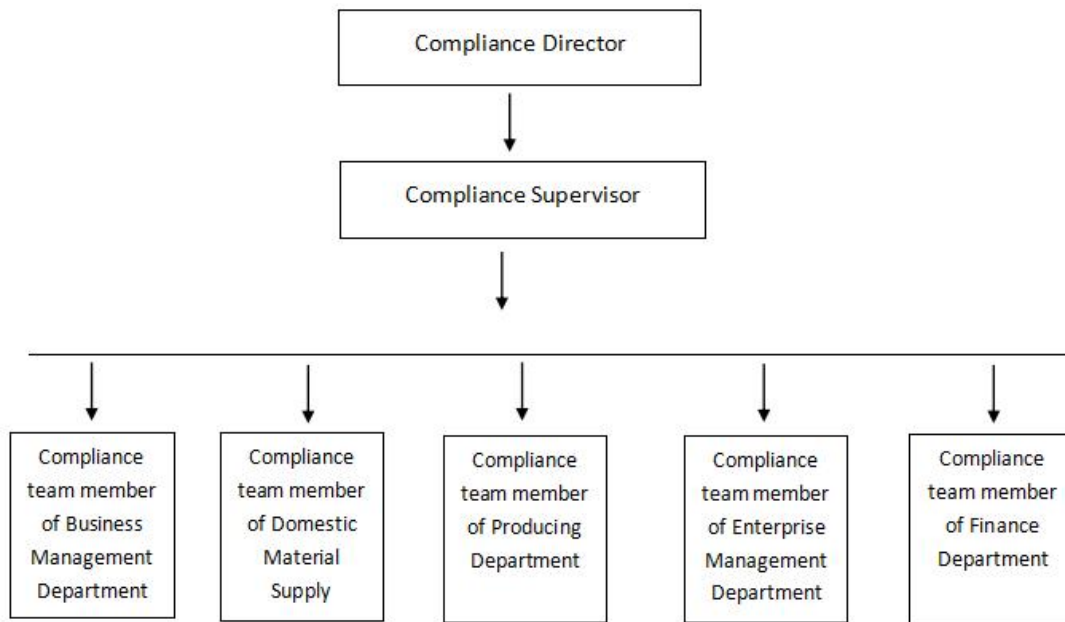 Compliance Director
Compliance Supervisor
Compliance
team member
of Business
Management
Department
Compliance
team member
of Domestic
Material
Supply
Compliance
team member
of Producing
Department
Compliance
team member
of Enterprise
Management
Department
Compliance
team member
of Finance
Department